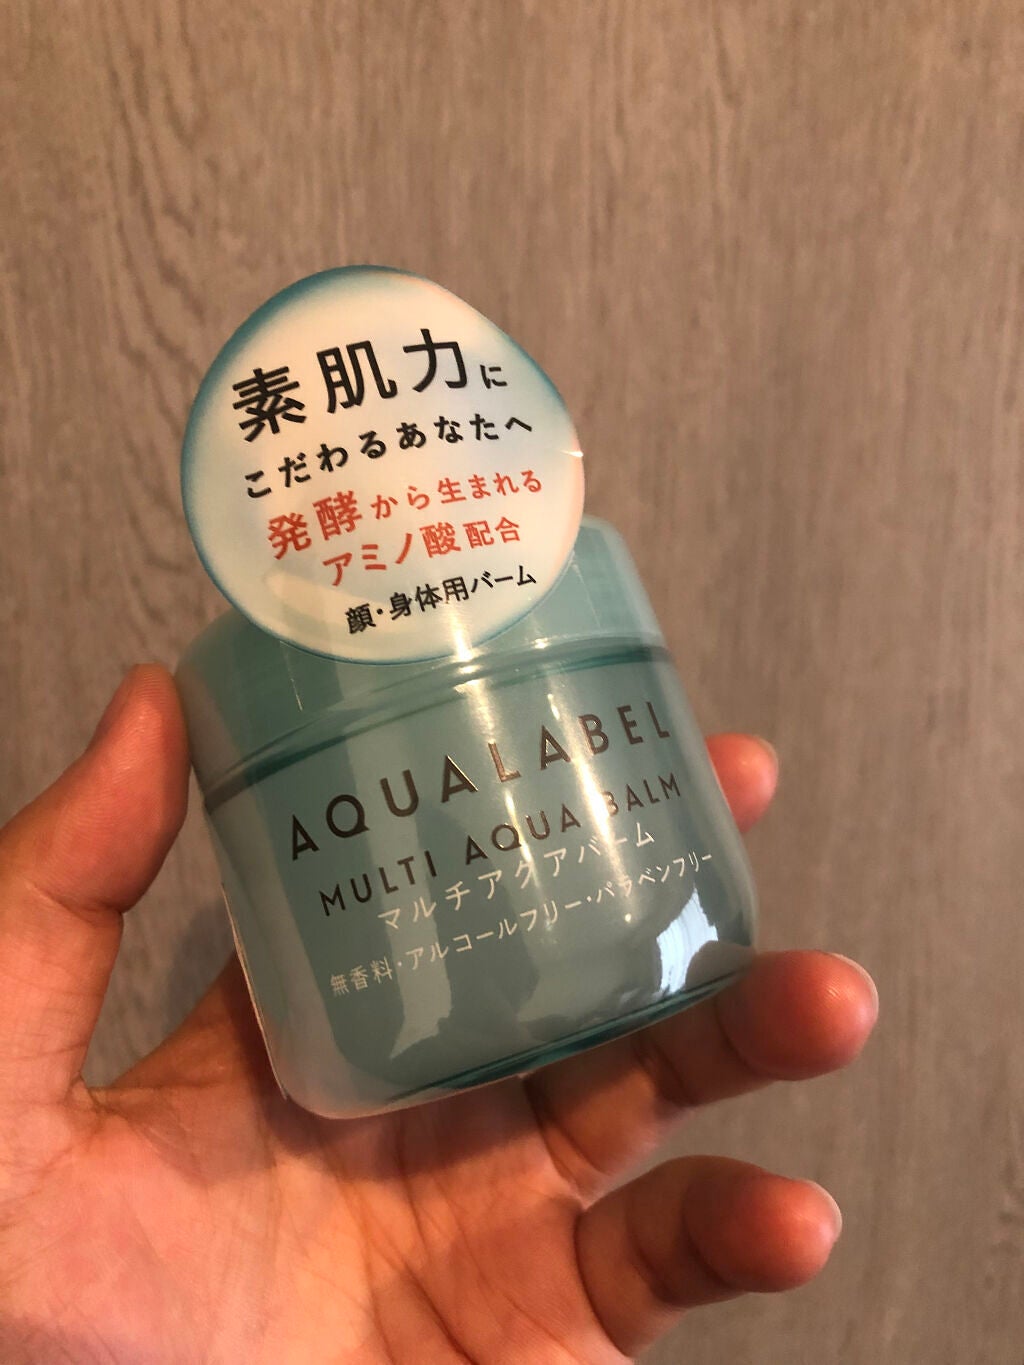 素肌力に
こだわるあなたへ
発酵から生まれる
アミノ酸配合
顔・身体用バーム
AQUALABEL
MULTI AQUA BALM
マルチアクアバーム
無香料・アルコールフリー・パラベンフリー